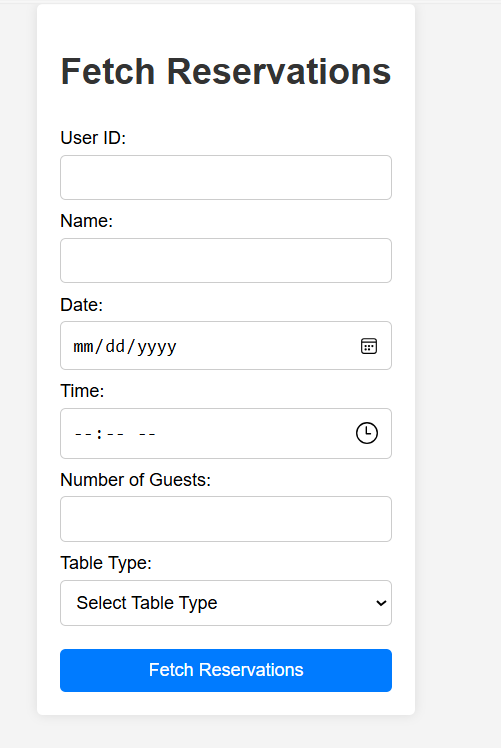 Fetch Reservations
User ID:
Name:
Date:
mm/dd/yyyy
Time:
--:-- --
Number of Guests:
Table Type:
Select Table Type
Fetch Reservations